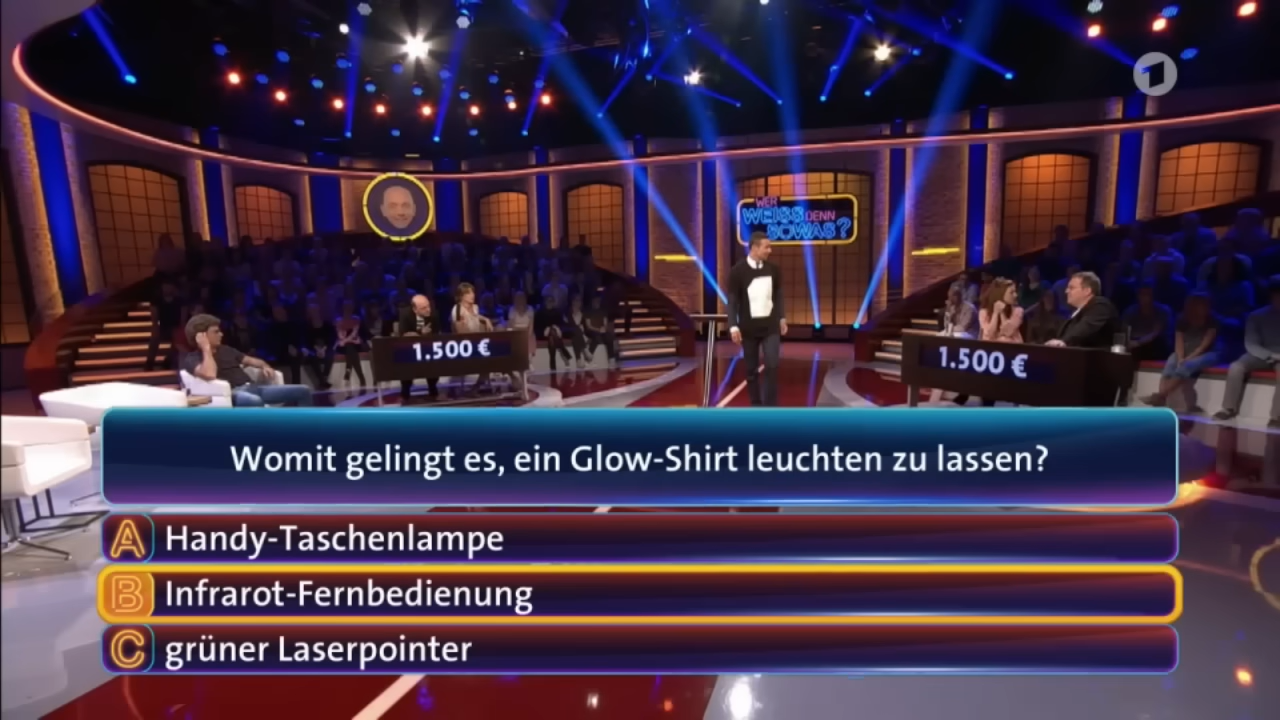 1
WER
WEISS DENN
SOWAS?
1.500 €
1.500 €
Womit gelingt es, ein Glow-Shirt leuchten zu lassen?
A Handy-Taschenlampe
B Infrarot-Fernbedienung
C grüner Laserpointer